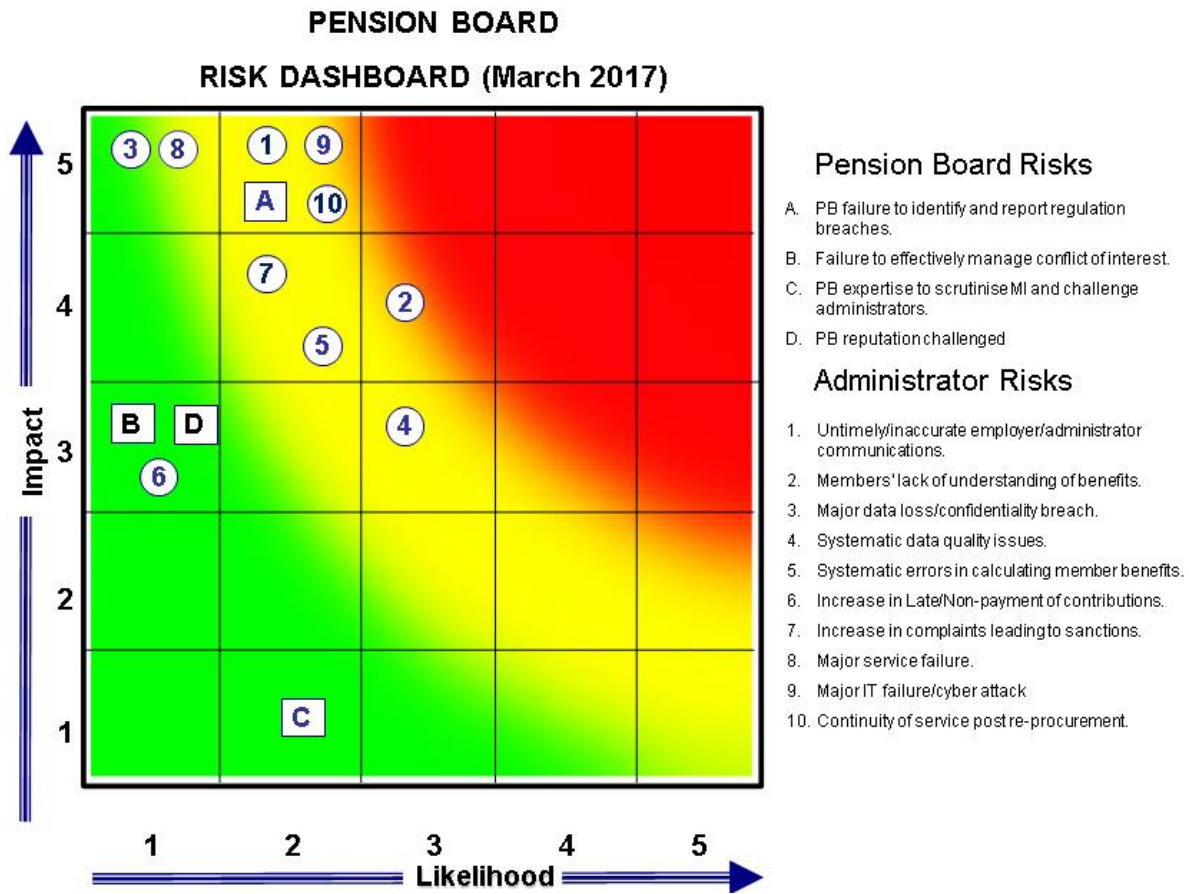 PENSION BOARD
RISK DASHBOARD (March 2017)
Impact
5
4
3
2
1
3 8 1 9
A 10
7
2
5
B D 4
6
C
1 2 3 4 5
Likelihood
Pension Board Risks
A. PB failure to identify and report regulation
breaches.
B. Failure to effectively manage conflict of interest.
C. PB expertise to scrutinise MI and challenge
administrators.
D. PB reputation challenged
Administrator Risks
1. Untimely/inaccurate employer/administrator
communications.
2. Members' lack of understanding of benefits.
3. Major data loss/confidentiality breach.
4. Systematic data quality issues.
5. Systematic errors in calculating member benefits.
6. Increase in Late/Non-payment of contributions.
7. Increase in complaints leading to sanctions.
8. Major service failure.
9. Major IT failure/cyber attack
10. Continuity of service post re-procurement.